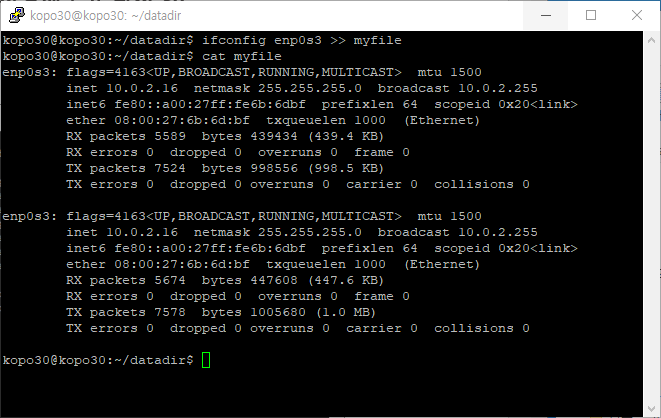 kopo30@kopo30: ~/datadir
kopo30@kopo30:~/datadir$ ifconfig enp0s3 >> myfile
kopo30@kopo30:~/datadir$ cat myfile
enp0s3: flags=4163<UP,BROADCAST,RUNNING,MULTICAST>  mtu 1500
        inet 10.0.2.16  netmask 255.255.255.0  broadcast 10.0.2.255
        inet6 fe80::a00:27ff:fe6b:6dbf  prefixlen 64  scopeid 0x20<link>
        ether 08:00:27:6b:6d:bf  txqueuelen 1000  (Ethernet)
        RX packets 5589  bytes 439434 (439.4 KB)
        RX errors 0  dropped 0  overruns 0  frame 0
        TX packets 7524  bytes 998556 (998.5 KB)
        TX errors 0  dropped 0 overruns 0  carrier 0  collisions 0
enp0s3: flags=4163<UP,BROADCAST,RUNNING,MULTICAST>  mtu 1500
        inet 10.0.2.16  netmask 255.255.255.0  broadcast 10.0.2.255
        inet6 fe80::a00:27ff:fe6b:6dbf  prefixlen 64  scopeid 0x20<link>
        ether 08:00:27:6b:6d:bf  txqueuelen 1000  (Ethernet)
        RX packets 5674  bytes 447608 (447.6 KB)
        RX errors 0  dropped 0  overruns 0  frame 0
        TX packets 7578  bytes 1005680 (1.0 MB)
        TX errors 0  dropped 0 overruns 0  carrier 0  collisions 0
kopo30@kopo30:~/datadir$